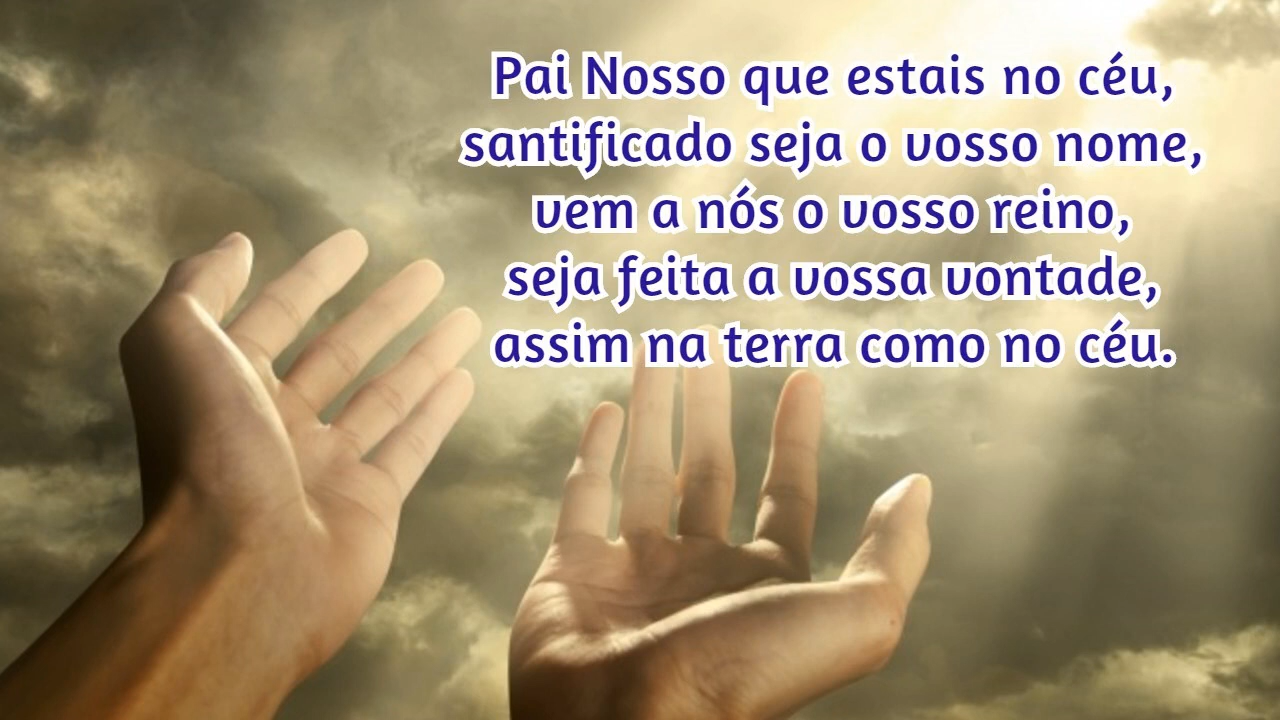 Pai Nosso que estais no céu,
santificado seja o vosso nome,
vem a nós o vosso reino,
seja feita a vossa vontade,
assim na terra como no céu.